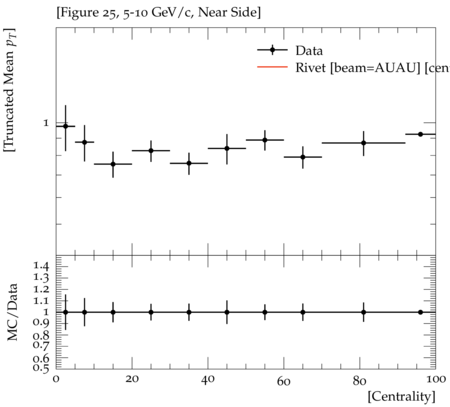 [Figure 25, 5-10 GeV/c, Near Side]
[Truncated Mean pT]
Data
Rivet [beam=AUAU] [cen
1
MC/Data
1.4
1.3
1.2
1.1
1
0.9
0.8
0.7
0.6
0.5
0 20 40 60 80 100
[Centrality]